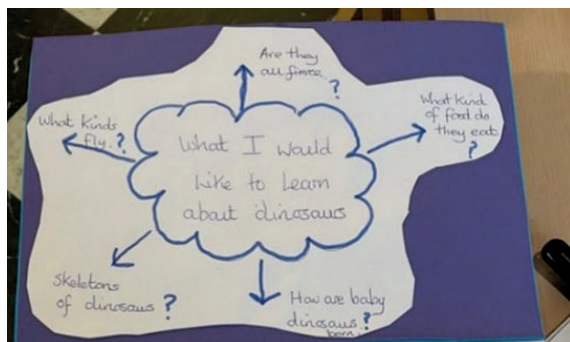 Are they
all fierce
?
What kinds
fly. ?
What kind
of food do
they eat
?
What I would
like to learn
about dinosaurs
Skeletons
of dinosaurs ?
How are baby
dinosaurs ?
born.